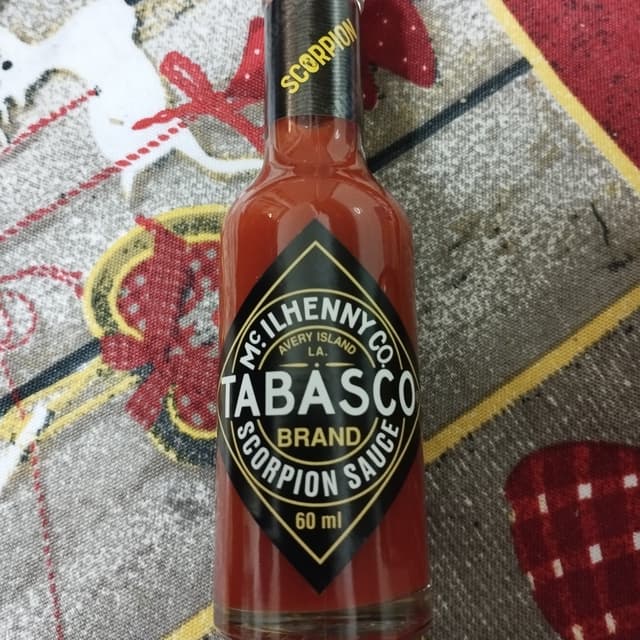 SCORPION
McILHENNY CO.
AVERY ISLAND
LA.
TABASCO
BRAND
SCORPION SAUCE
60 ml